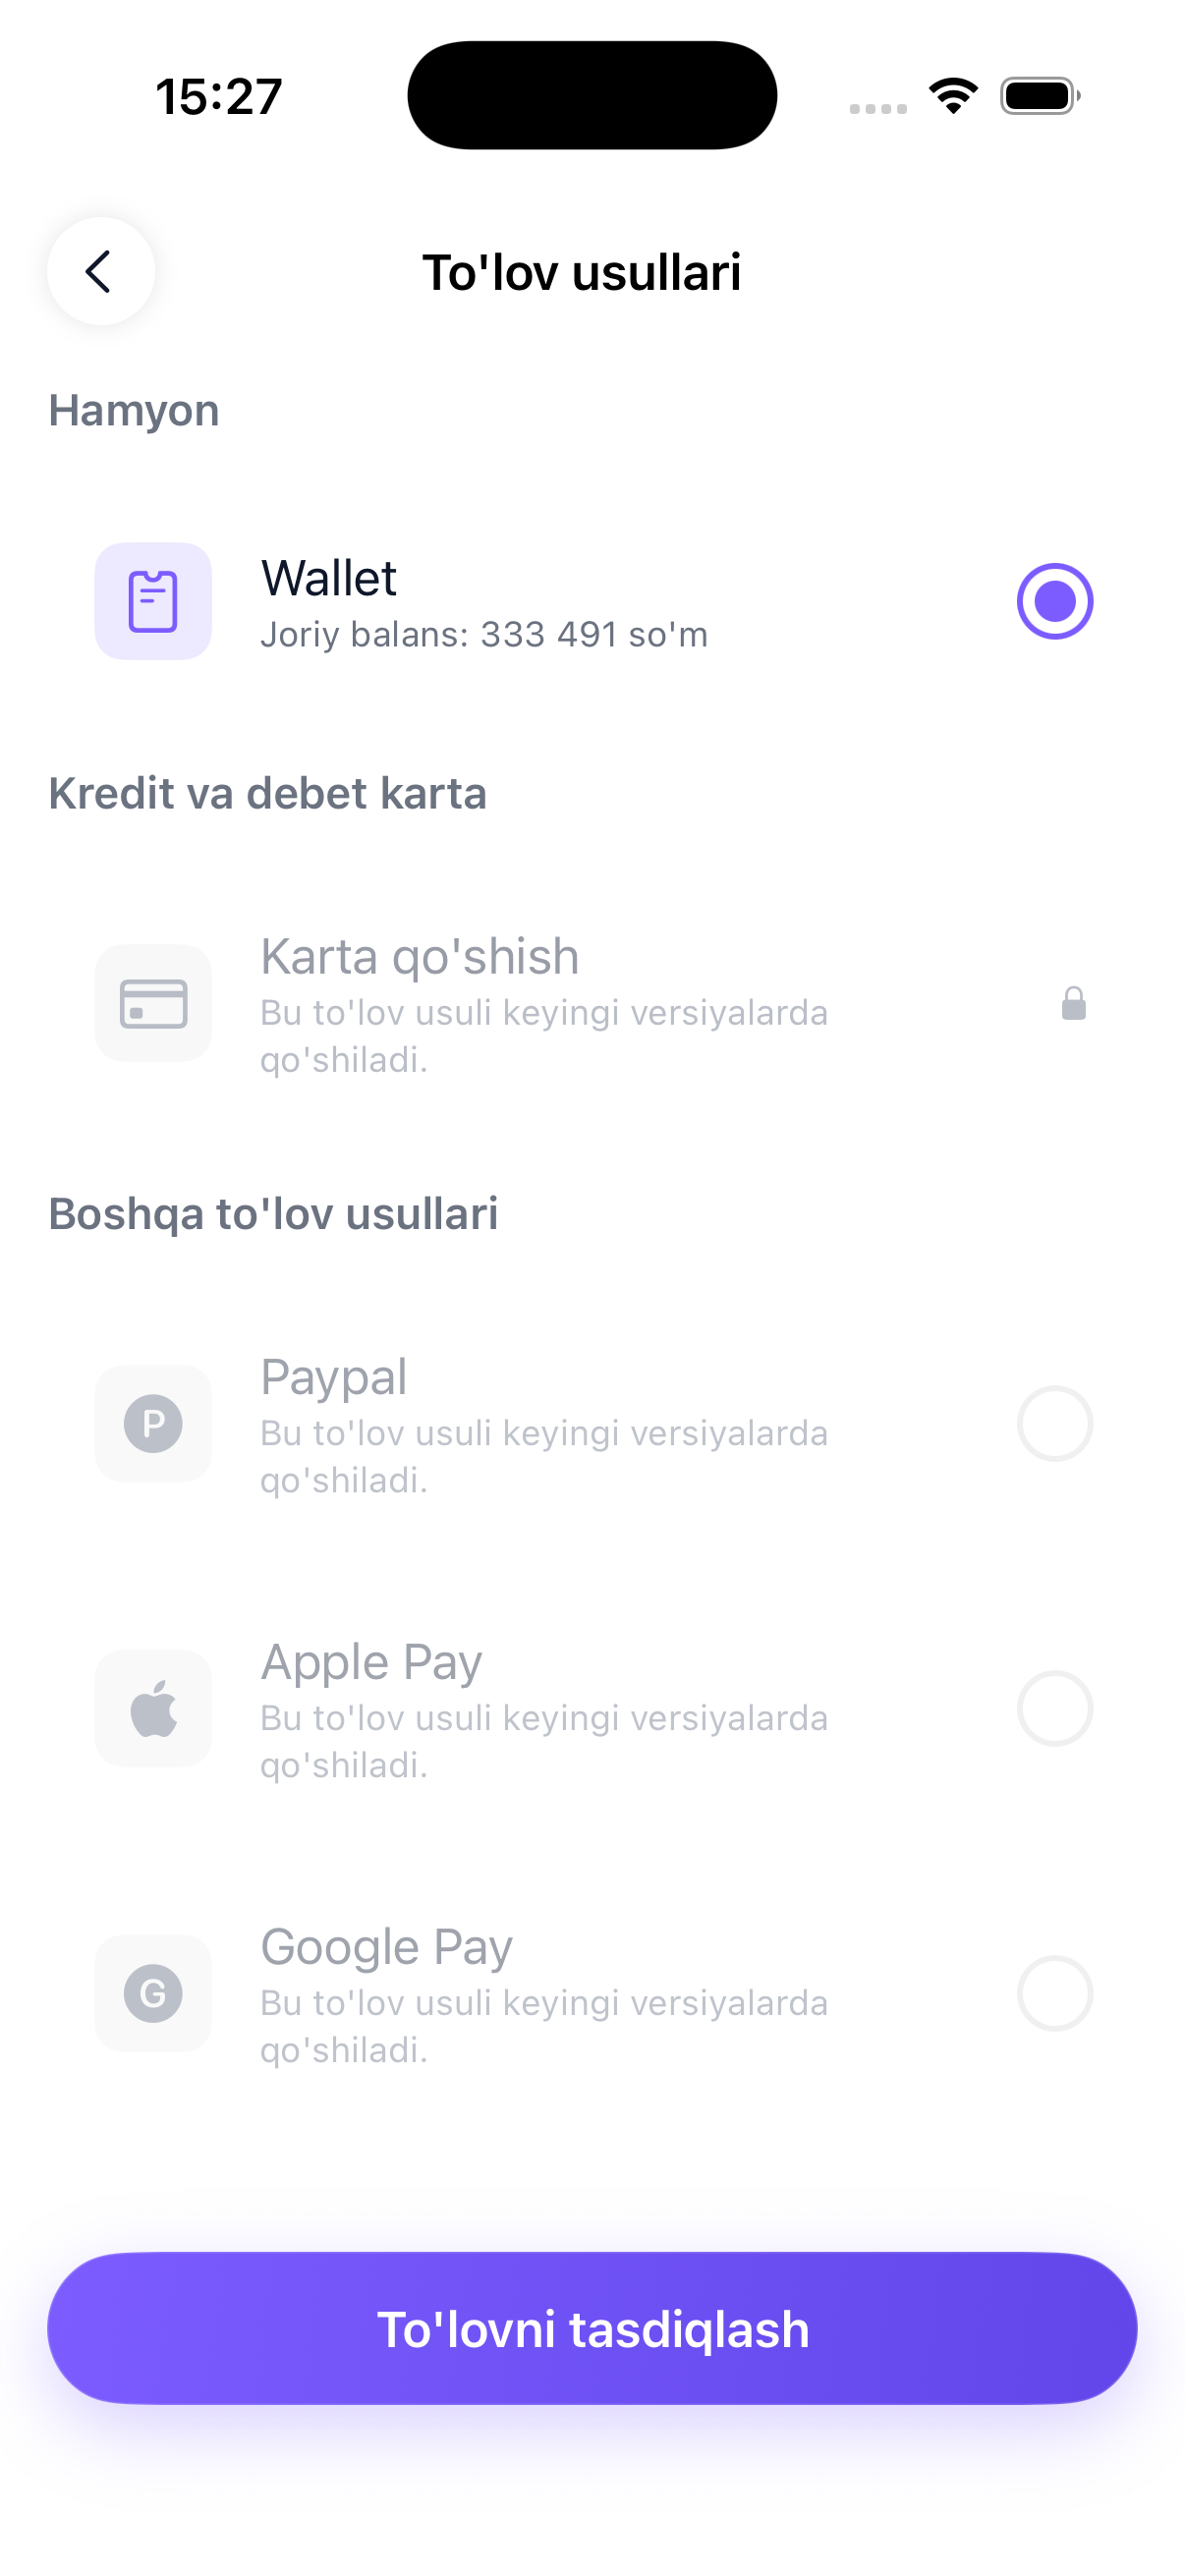 15:27
To'lov usullari
Hamyon
Wallet
Joriy balans: 333 491 so'm
Kredit va debet karta
Karta qo'shish
Bu to'lov usuli keyingi versiyalarda
qo'shiladi.
Boshqa to'lov usullari
P
Paypal
Bu to'lov usuli keyingi versiyalarda
qo'shiladi.
Apple Pay
Bu to'lov usuli keyingi versiyalarda
qo'shiladi.
G
Google Pay
Bu to'lov usuli keyingi versiyalarda
qo'shiladi.
To'lovni tasdiqlash